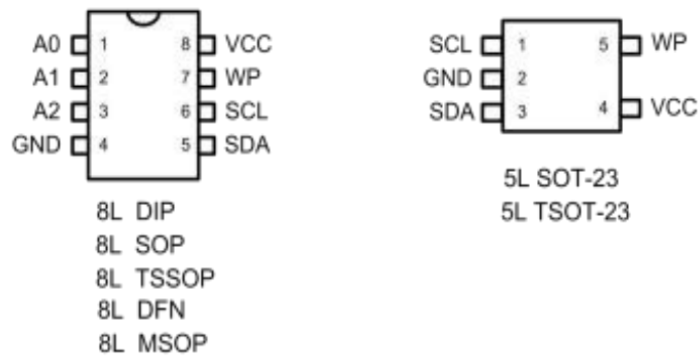 A0 1 8 VCC
A1 2 7 WP
A2 3 6 SCL
GND 4 5 SDA
8L DIP
8L SOP
8L TSSOP
8L DFN
8L MSOP
SCL 1 5 WP
GND 2
SDA 3 4 VCC
5L SOT-23
5L TSOT-23